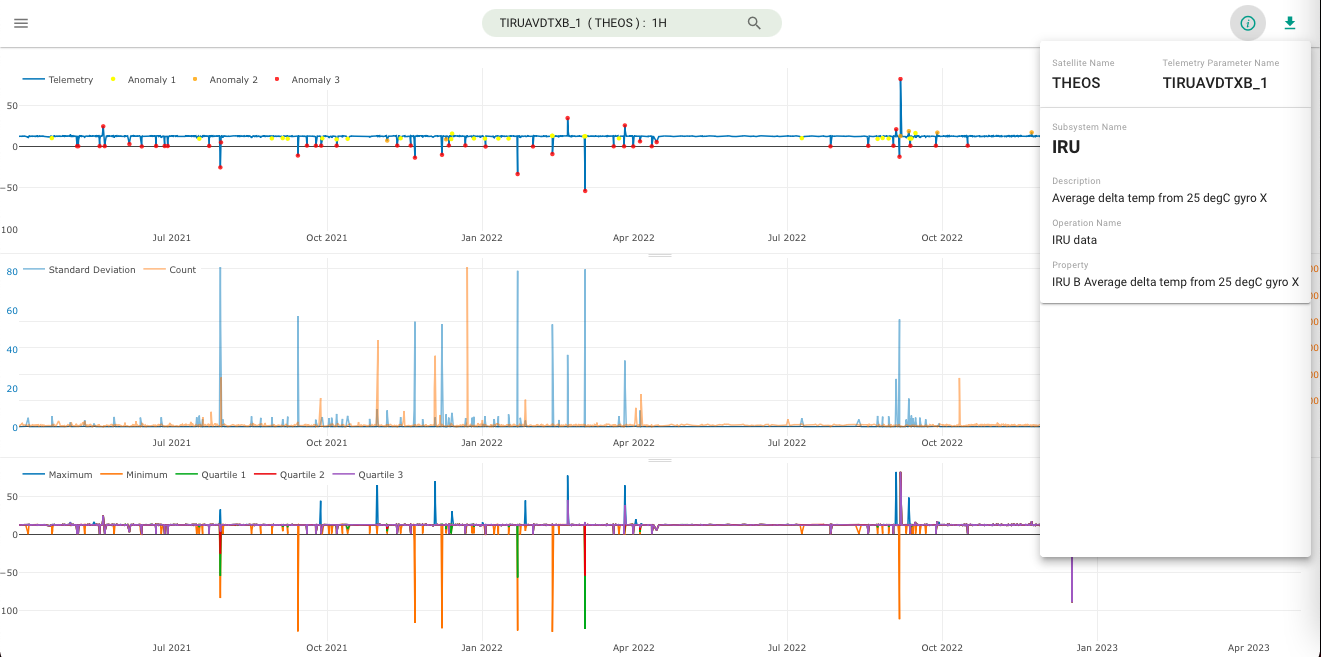 TIRUAVDTXB_1 ( THEOS ) : 1H
i
Satellite Name Telemetry Parameter Name
THEOS TIRUAVDTXB_1
Subsystem Name
IRU
Description
Average delta temp from 25 degC gyro X
Operation Name
IRU data
Property
IRU B Average delta temp from 25 degC gyro X
Telemetry Anomaly 1 Anomaly 2 Anomaly 3
50
0
−50
100
Jul 2021 Oct 2021 Jan 2022 Apr 2022 Jul 2022 Oct 2022
Standard Deviation Count
80
60
40
20
0
Jul 2021 Oct 2021 Jan 2022 Apr 2022 Jul 2022 Oct 2022
Maximum Minimum Quartile 1 Quartile 2 Quartile 3
50
0
−50
100
Jul 2021 Oct 2021 Jan 2022 Apr 2022 Jul 2022 Oct 2022 Jan 2023 Apr 2023